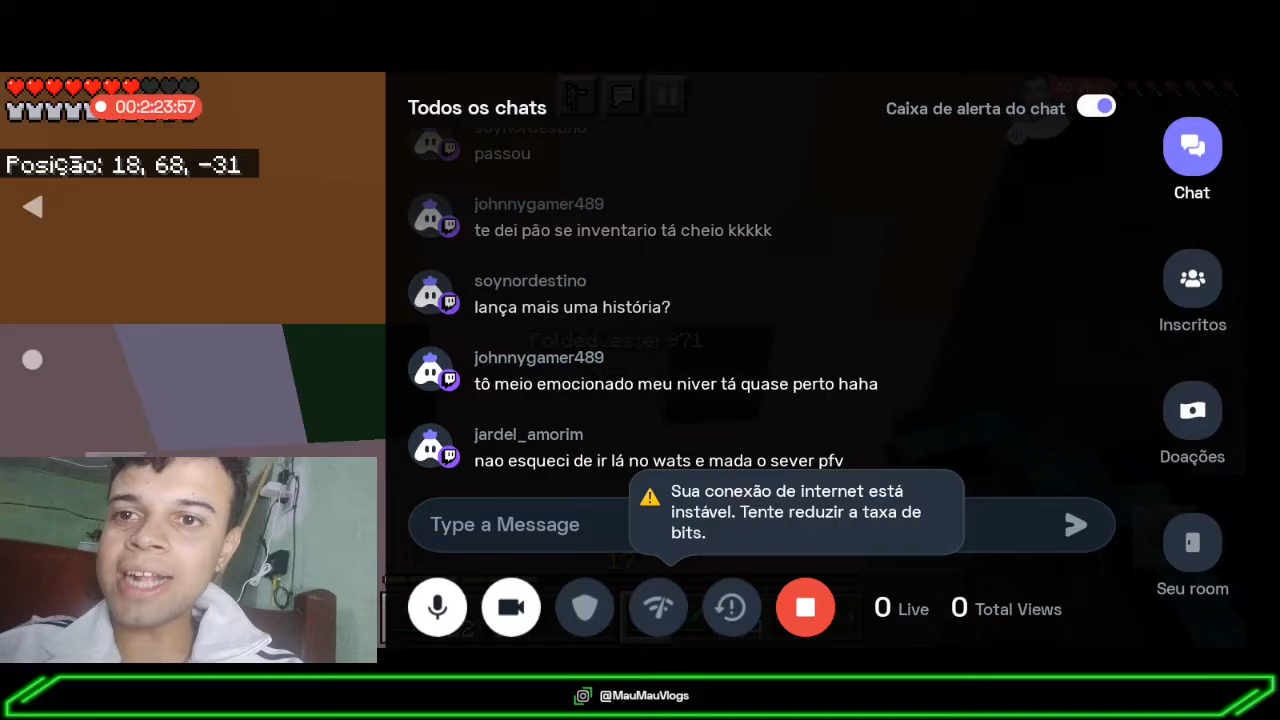 00:2:23:57
Posição: 18, 68, -31
Todos os chats
Caixa de alerta do chat
soynordestino
passou
johnnygamer489
te dei pão se inventario tá cheio kkkkk
soynordestino
lança mais uma história?
johnnygamer489
tô meio emocionado meu niver tá quase perto haha
jardel_amorim
nao esqueci de ir lá no wats e mada o sever pfv
Type a Message
Sua conexão de internet está
instável. Tente reduzir a taxa de
bits.
0 Live 0 Total Views
Chat
Inscritos
Doações
Seu room
@MauMauVlogs